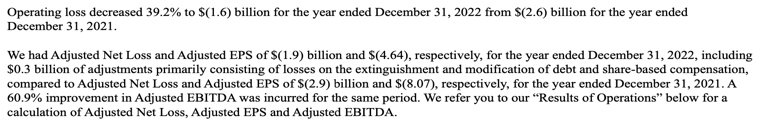 Operating loss decreased 39.2% to $(1.6) billion for the year ended December 31, 2022 from $(2.6) billion for the year ended
December 31, 2021.
We had Adjusted Net Loss and Adjusted EPS of $(1.9) billion and $(4.64), respectively, for the year ended December 31, 2022, including
$0.3 billion of adjustments primarily consisting of losses on the extinguishment and modification of debt and share-based compensation,
compared to Adjusted Net Loss and Adjusted EPS of $(2.9) billion and $(8.07), respectively, for the year ended December 31, 2021. A
60.9% improvement in Adjusted EBITDA was incurred for the same period. We refer you to our “Results of Operations” below for a
calculation of Adjusted Net Loss, Adjusted EPS and Adjusted EBITDA.